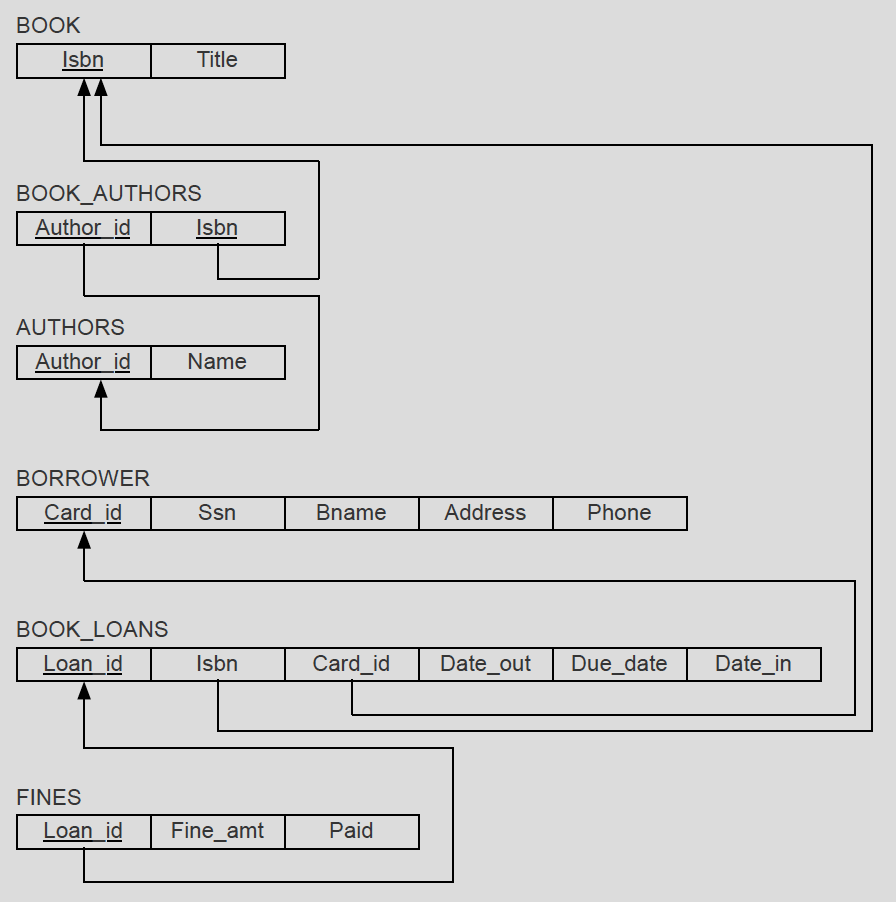 BOOK
Isbn Title
BOOK_AUTHORS
Author_id Isbn
AUTHORS
Author_id Name
BORROWER
Card_id Ssn Bname Address Phone
BOOK_LOANS
Loan_id Isbn Card_id Date_out Due_date Date_in
FINES
Loan_id Fine_amt Paid